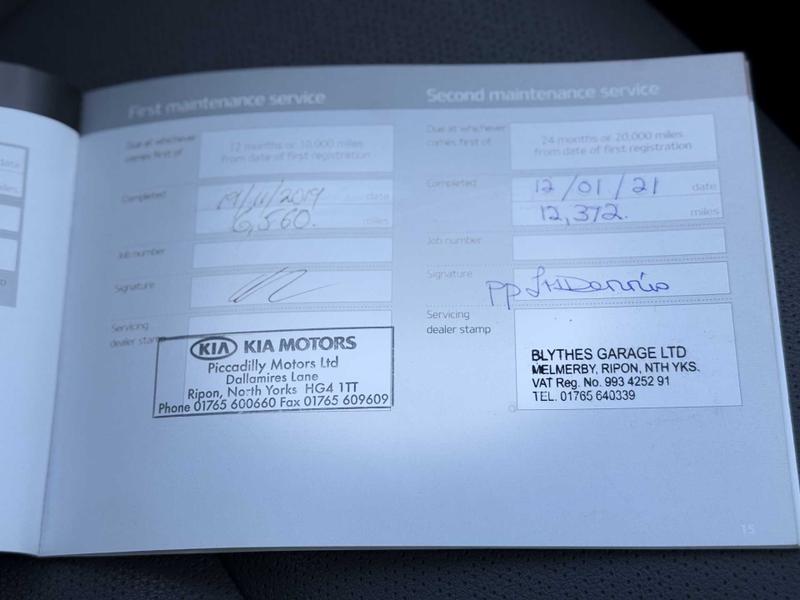 First maintenance service
Due at whichever
comes first of
12 months or 10,000 miles
from date of first registration
Completed
19/11/2019 date
6,560. miles
Job number
Signature
Servicing
dealer stamp
KIA KIA MOTORS
Piccadilly Motors Ltd
Dallamires Lane
Ripon, North Yorks HG4 1TT
Phone 01765 600660 Fax 01765 609609
Second maintenance service
Due at whichever
comes first of
24 months or 20,000 miles
from date of first registration
Completed
12/01/21 date
12,372. miles
Job number
Signature
pp
Servicing
dealer stamp
BLYTHES GARAGE LTD
MELMERBY, RIPON, NTH YKS.
VAT Reg. No. 993 4252 91
TEL. 01765 640339
15
date
miles